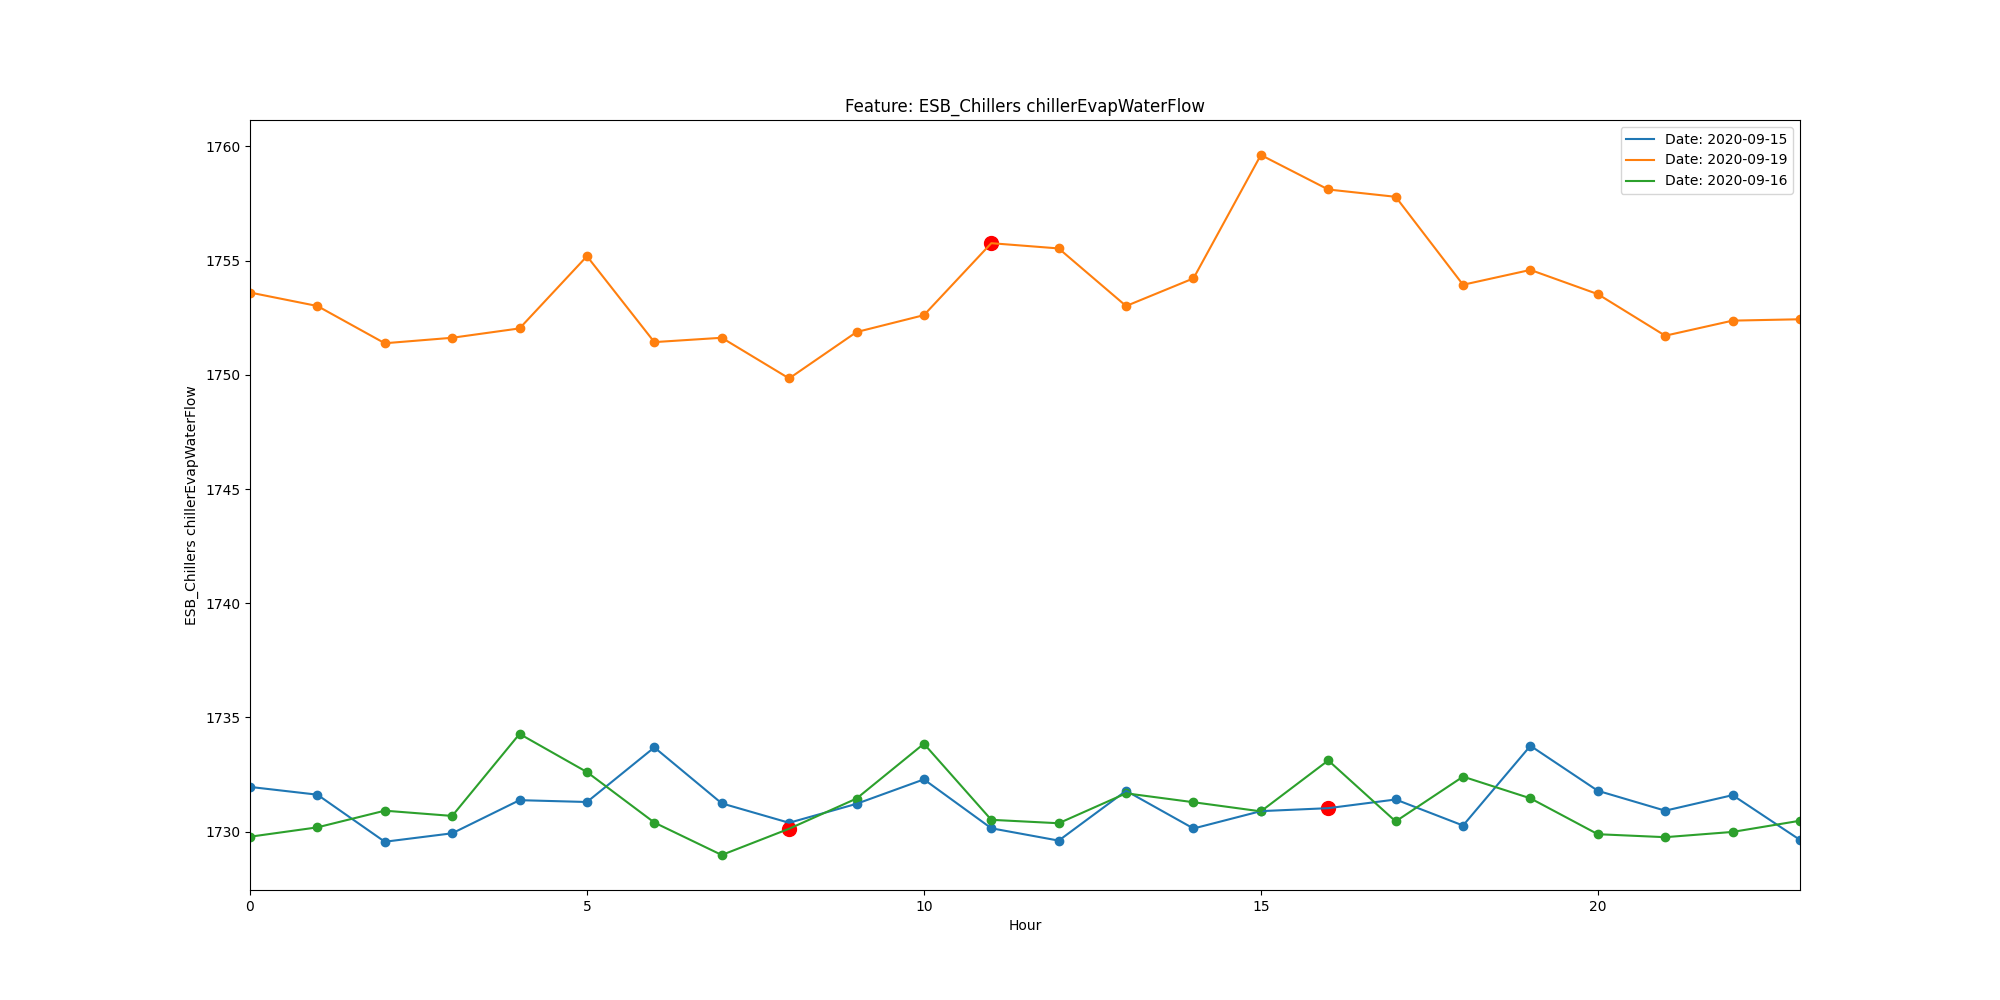 Feature: ESB_Chillers chillerEvapWaterFlow
Date: 2020-09-15
Date: 2020-09-19
Date: 2020-09-16
ESB_Chillers chillerEvapWaterFlow
1760
1755
1750
1745
1740
1735
1730
0 5 10 15 20
Hour